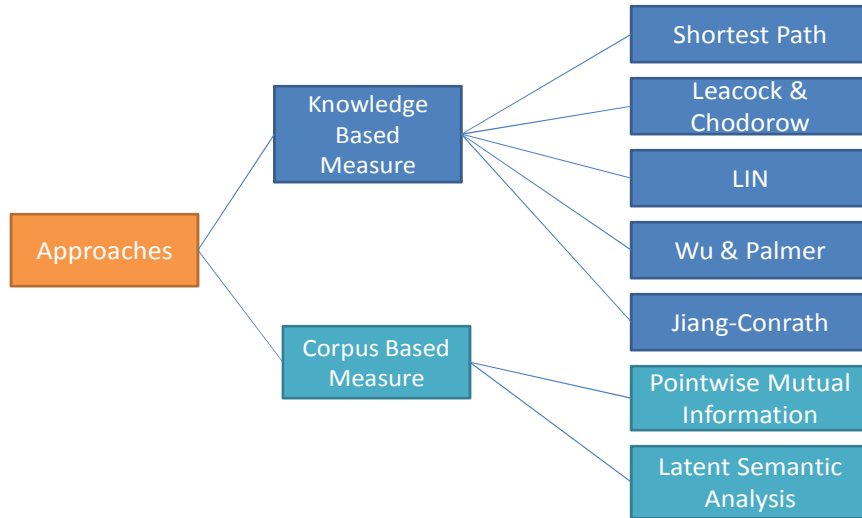 Approaches
Knowledge
Based
Measure
Corpus Based
Measure
Shortest Path
Leacock &
Chodorow
LIN
Wu & Palmer
Jiang-Conrath
Pointwise Mutual
Information
Latent Semantic
Analysis